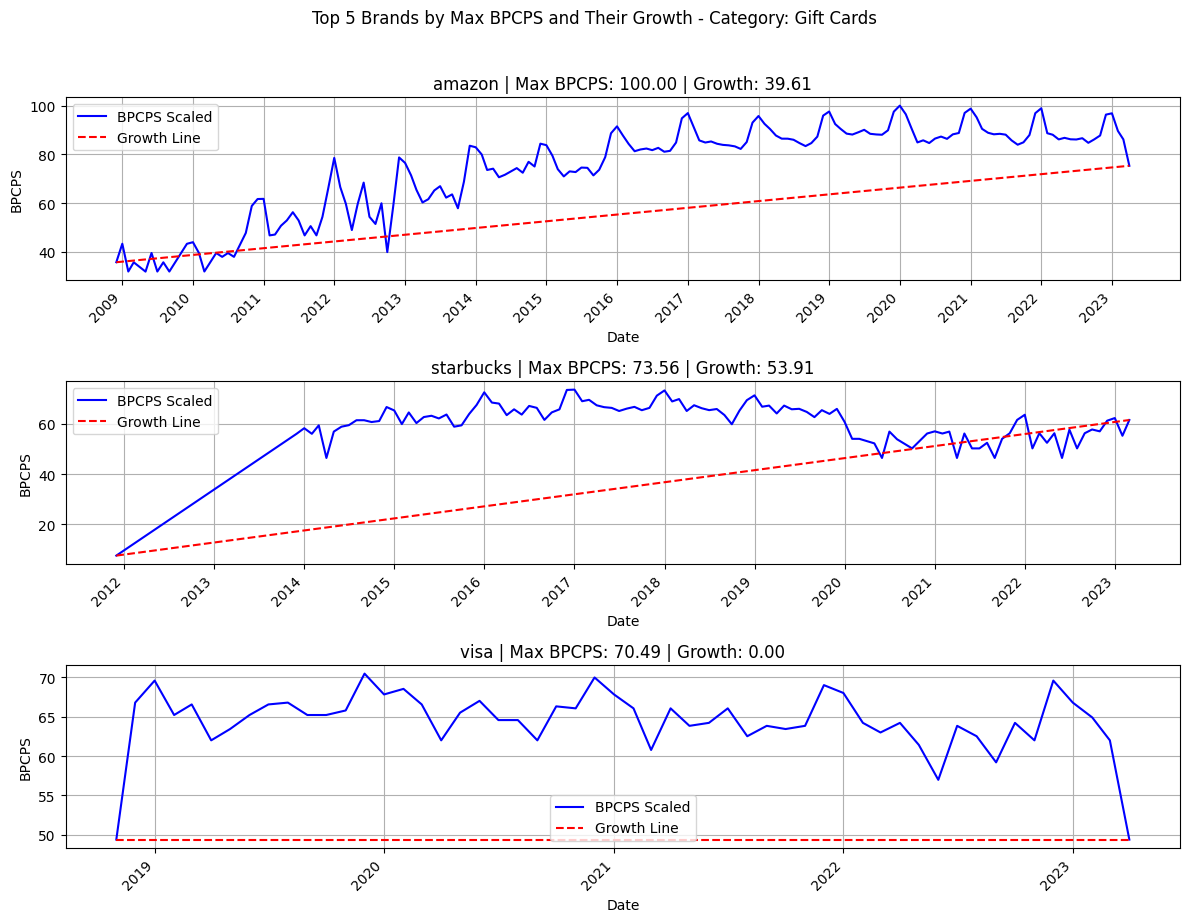 Top 5 Brands by Max BPCPS and Their Growth - Category: Gift Cards
amazon | Max BPCPS: 100.00 | Growth: 39.61
BPCPS Scaled
Growth Line
BPCPS
100
80
60
40
2009 2010 2011 2012 2013 2014 2015 2016 2017 2018 2019 2020 2021 2022 2023
Date
starbucks | Max BPCPS: 73.56 | Growth: 53.91
BPCPS Scaled
Growth Line
BPCPS
60
40
20
2012 2013 2014 2015 2016 2017 2018 2019 2020 2021 2022 2023
Date
visa | Max BPCPS: 70.49 | Growth: 0.00
BPCPS
70
65
60
55
50
BPCPS Scaled
Growth Line
2019 2020 2021 2022 2023
Date